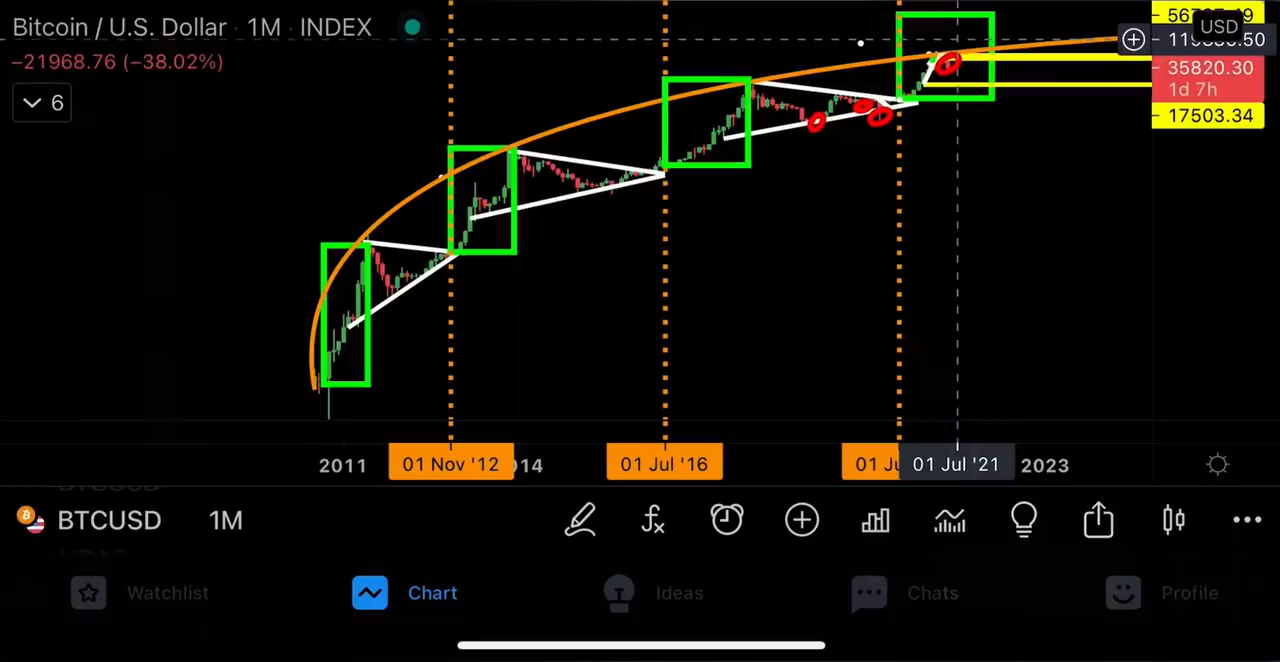 Bitcoin / U.S. Dollar · 1M · INDEX
−21968.76 (−38.02%)
6
USD
35820.30
1d 7h
17503.34
2011
01 Nov '12
01 Jul '16
01 Jul '21
2023
BTCUSD
1M
Watchlist
Chart
Ideas
Chats
Profile